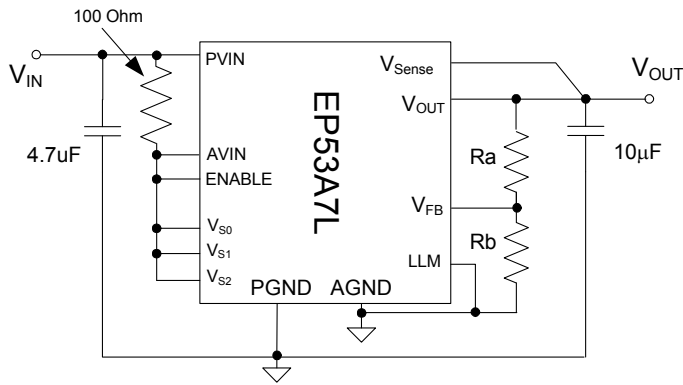 100 Ohm
VIN
4.7uF
PVIN
AVIN
ENABLE
VS0
VS1
VS2
EP53A7L
PGND
AGND
VSense
VOUT
VFB
LLM
Ra
Rb
VOUT
10μF